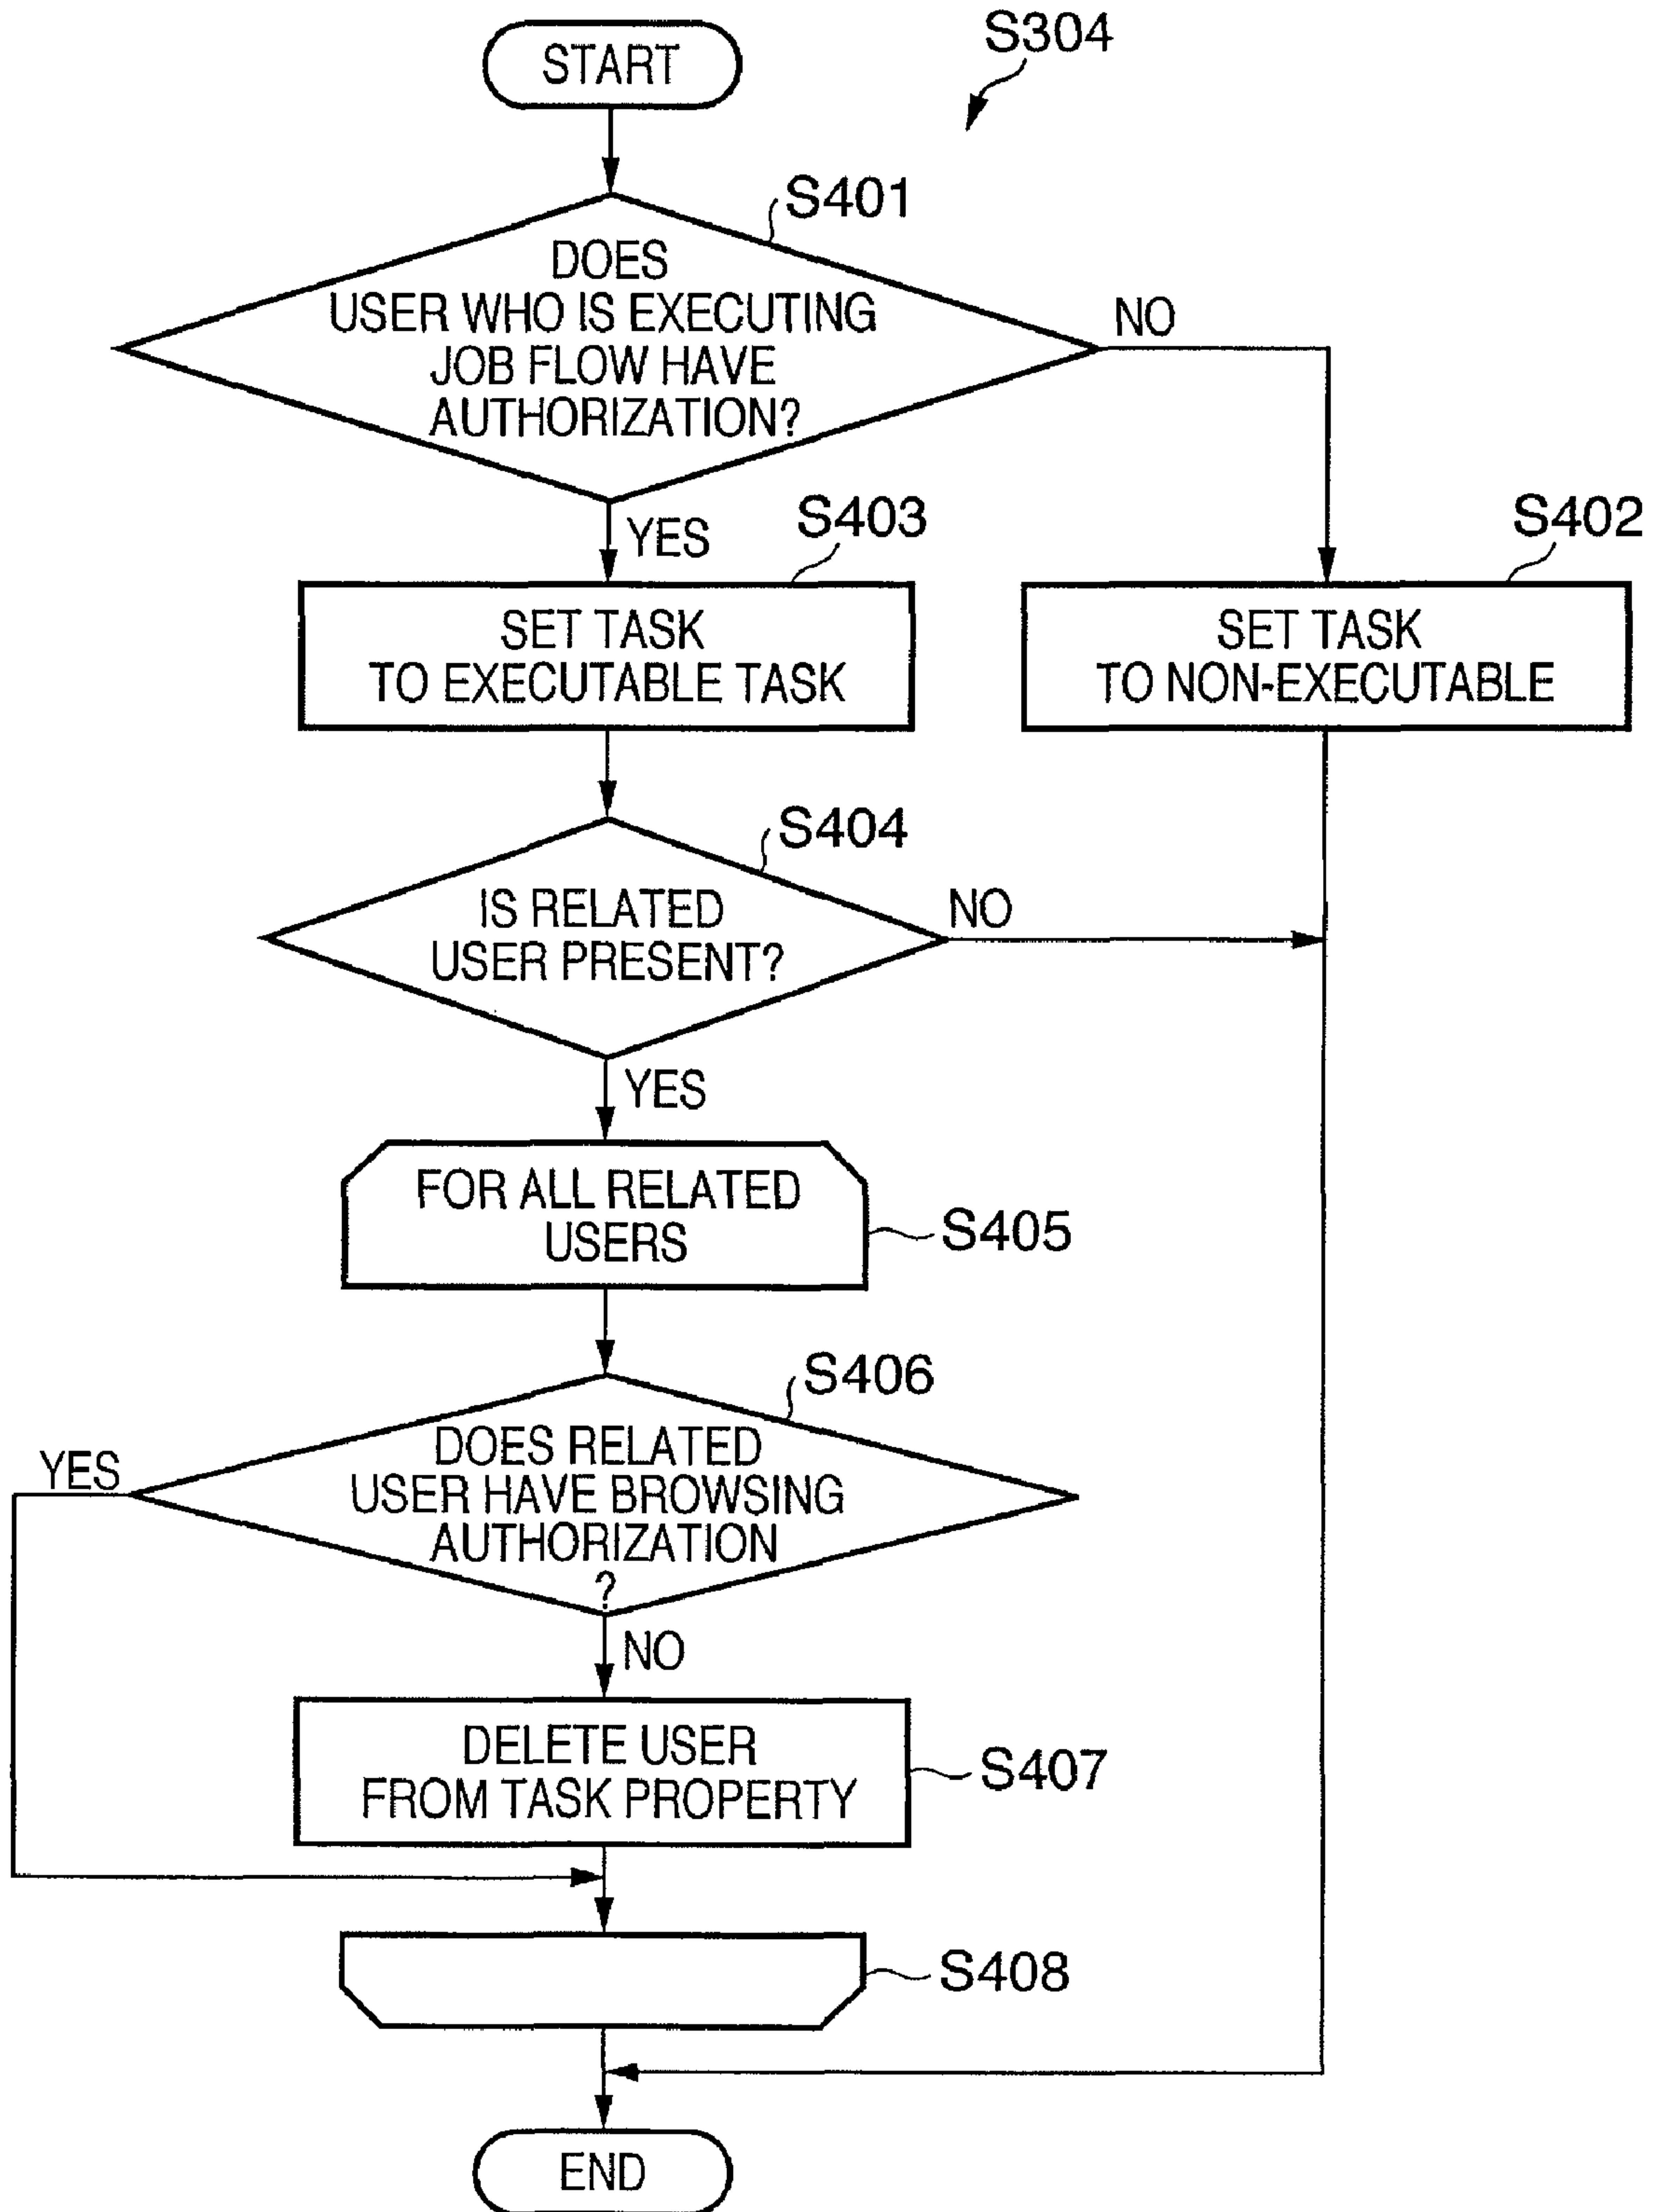 START
S304
S401
DOES
USER WHO IS EXECUTING
JOB FLOW HAVE
AUTHORIZATION?
NO
YES
S403
S402
SET TASK
TO EXECUTABLE TASK
SET TASK
TO NON-EXECUTABLE
S404
IS RELATED
USER PRESENT?
NO
YES
FOR ALL RELATED
USERS
S405
S406
DOES RELATED
USER HAVE BROWSING
AUTHORIZATION
?
YES
NO
DELETE USER
FROM TASK PROPERTY
S407
S408
END